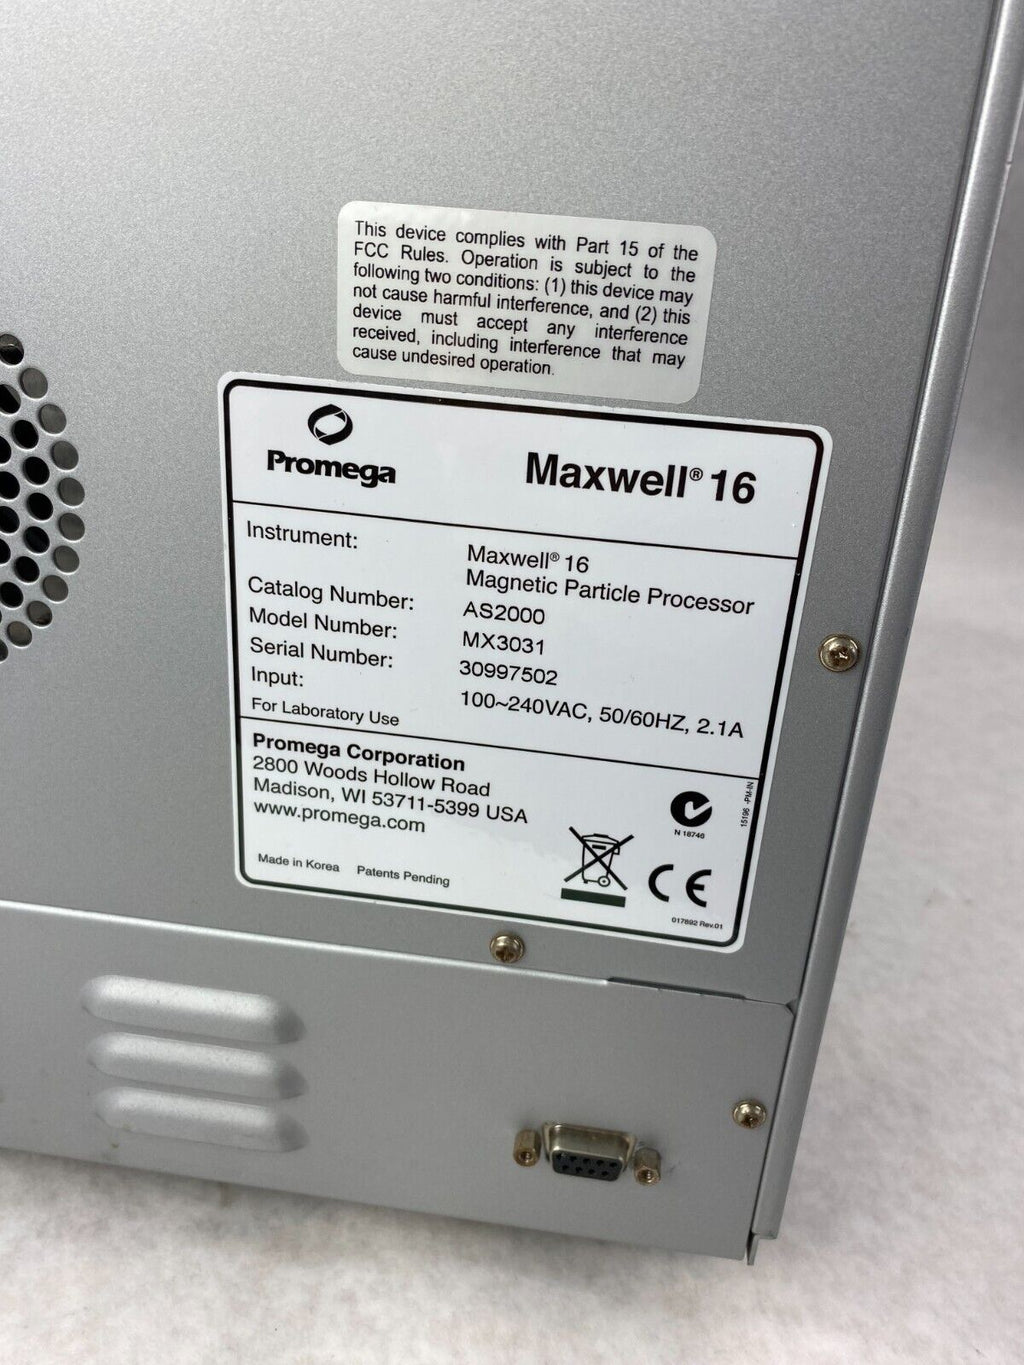 This device complies with Part 15 of the
FCC Rules. Operation is subject to the
following two conditions: (1) this device may
not cause harmful interference, and (2) this
device must accept any interference
received, including interference that may
cause undesired operation.
Promega
Maxwell® 16
Instrument: Maxwell® 16
Magnetic Particle Processor
Catalog Number: AS2000
Model Number: MX3031
Serial Number: 30997502
Input: 100~240VAC, 50/60HZ, 2.1A
For Laboratory Use
Promega Corporation
2800 Woods Hollow Road
Madison, WI 53711-5399 USA
www.promega.com
Made in Korea Patents Pending
N 18746
15196 -PM-IN
CE
017892 Rev.01